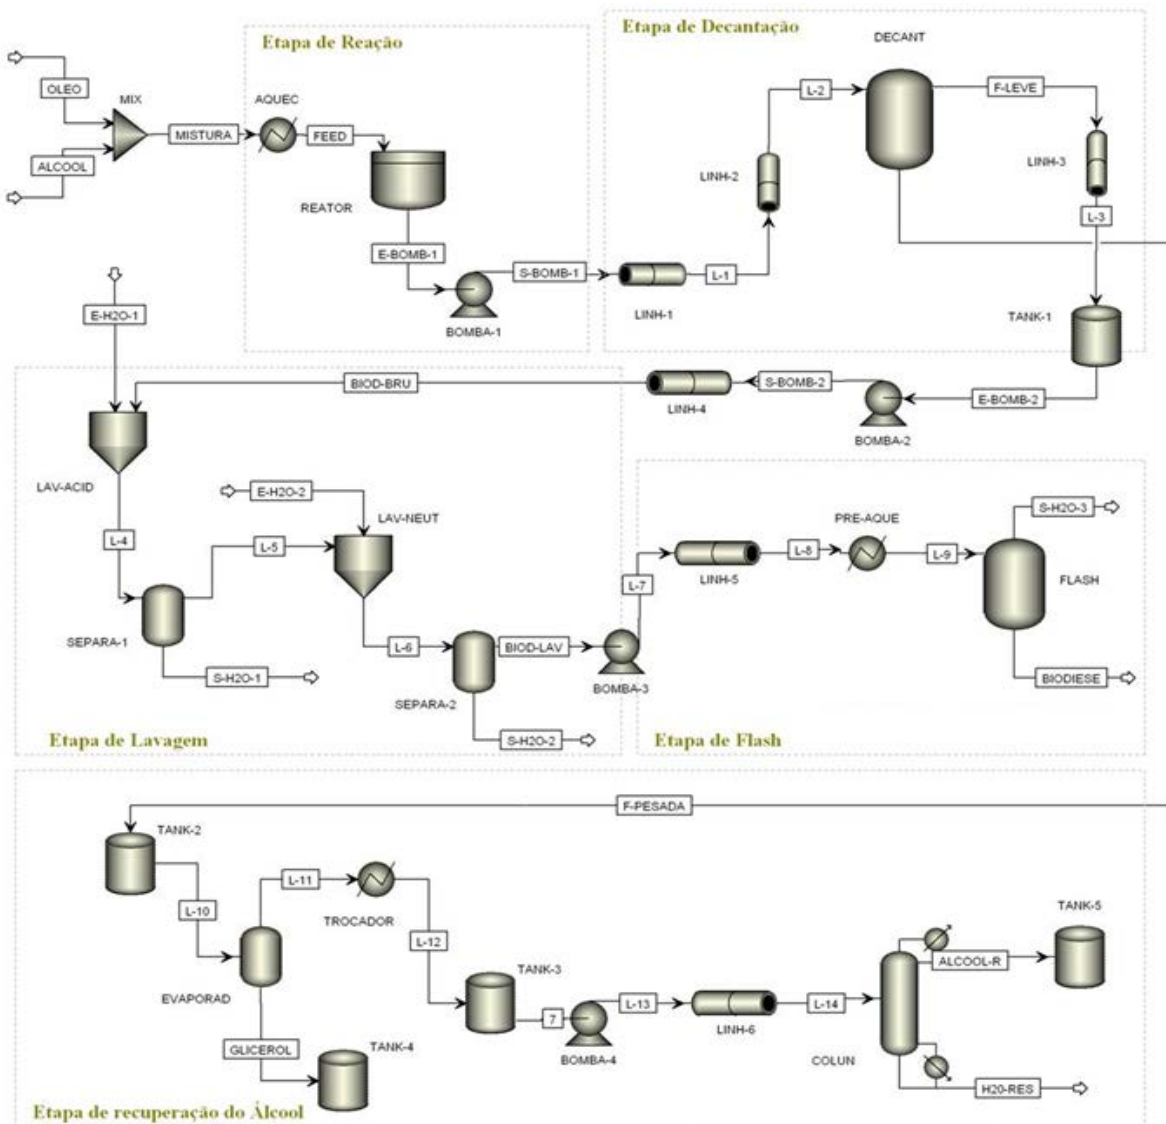 Etapa de Reação
Etapa de Decantação
DECANT
OLEO
MIX
AQUEC
L-2
F-LEVE
MISTURA
FEED
ALCOOL
LINH-2
LINH-3
REATOR
L-3
E-BOMB-1
S-BOMB-1
L-1
E-H2O-1
BOMBA-1
LINH-1
TANK-1
BIOD-BRU
LINH-4
S-BOMB-2
E-BOMB-2
BOMBA-2
LAV-ACID
E-H2O-2
LAV-NEUT
S-H2O-3
PRE-AQUE
L-4
L-5
LINH-5
L-8
L-9
FLASH
L-7
SEPARA-1
L-6
BIOD-LAV
S-H2O-1
BOMBA-3
BIODIESE
SEPARA-2
S-H2O-2
Etapa de Lavagem
Etapa de Flash
F-PESADA
TANK-2
L-11
TROCADOR
L-10
L-12
TANK-5
ALCOOL-R
TANK-3
EVAPORAD
7
L-13
LINH-6
L-14
GLICEROL
TANK-4
BOMBA-4
COLUN
H20-RES
Etapa de recuperação do Álcool